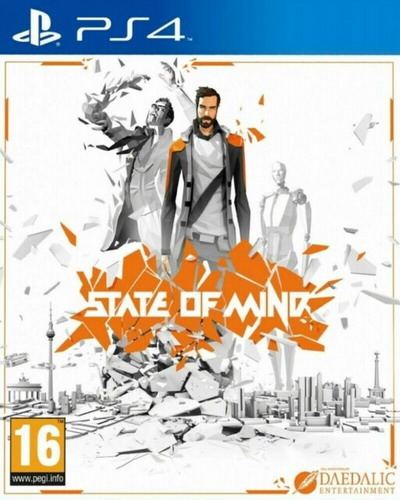 PS4
STATE OF MIND
16
www.pegi.info
DAEDALIC
ENTERTAINMENT